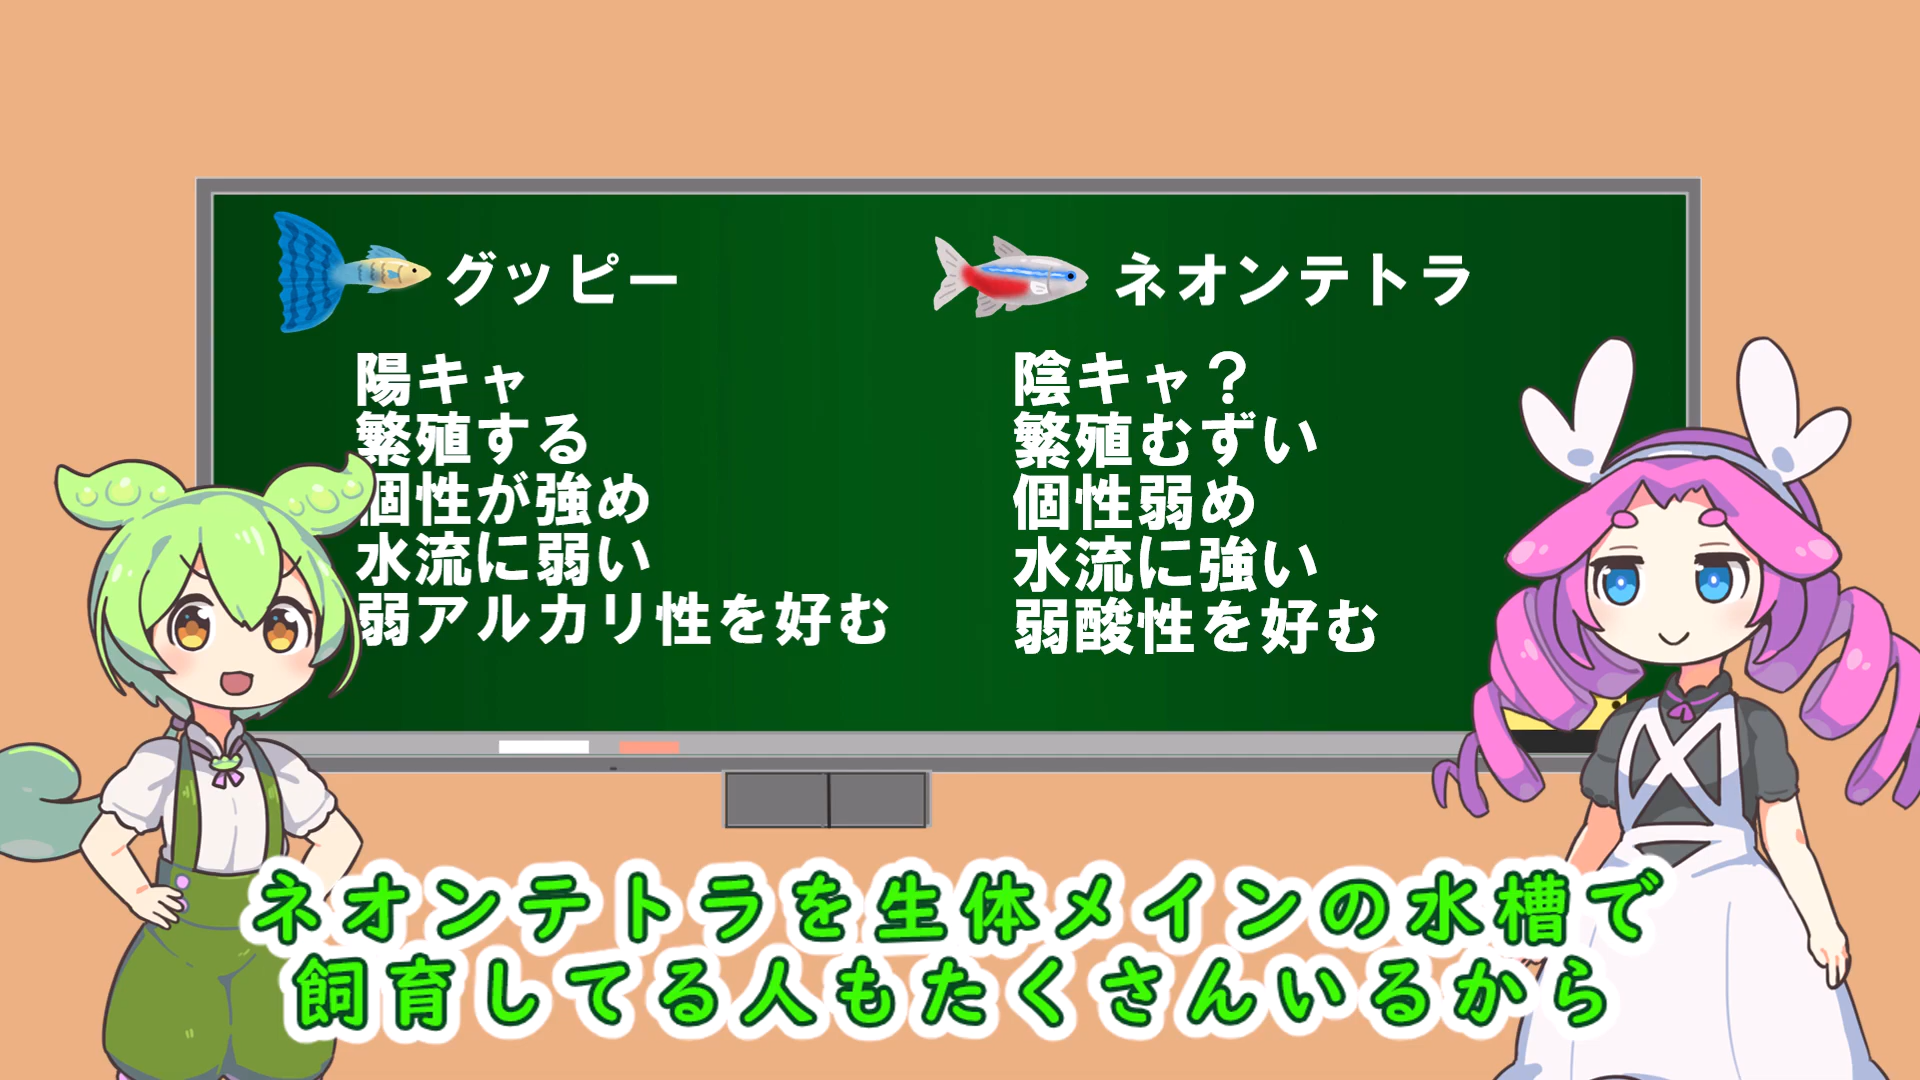 グッピー
陽キャ
繁殖する
個性が強め
水流に弱い
弱アルカリ性を好む
ネオンテトラ
陰キャ？
繁殖むずい
個性弱め
水流に強い
弱酸性を好む
ネオンテトラを生体メインの水槽で
飼育してる人もたくさんいるから